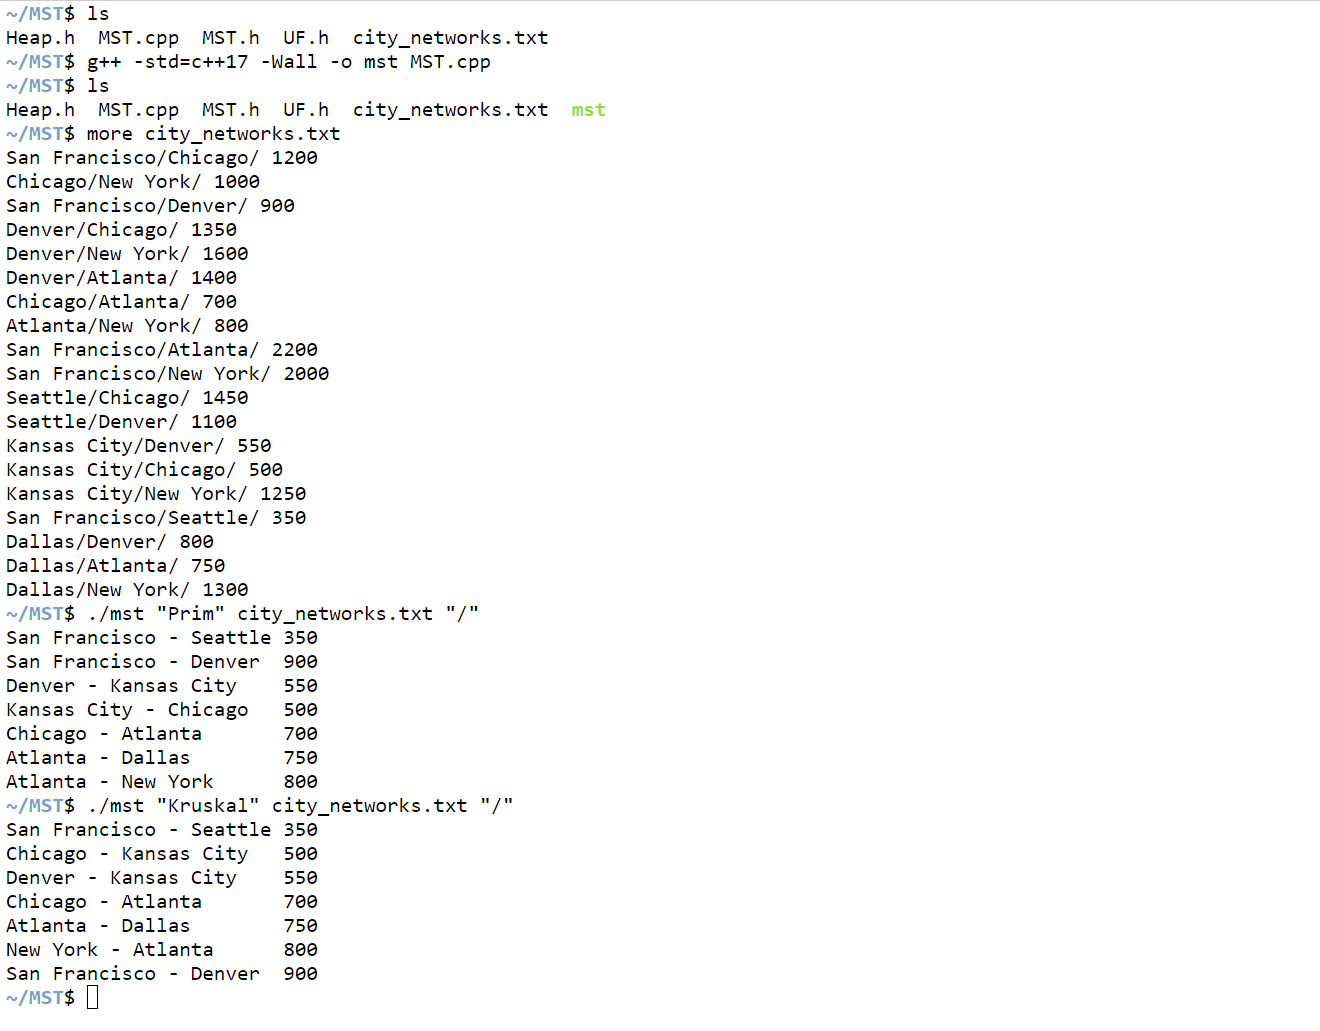 ~/MST$ ls
Heap.h  MST.cpp  MST.h  UF.h  city_networks.txt
~/MST$ g++ -std=c++17 -Wall -o mst MST.cpp
~/MST$ ls
Heap.h  MST.cpp  MST.h  UF.h  city_networks.txt  mst
~/MST$ more city_networks.txt
San Francisco/Chicago/ 1200
Chicago/New York/ 1000
San Francisco/Denver/ 900
Denver/Chicago/ 1350
Denver/New York/ 1600
Denver/Atlanta/ 1400
Chicago/Atlanta/ 700
Atlanta/New York/ 800
San Francisco/Atlanta/ 2200
San Francisco/New York/ 2000
Seattle/Chicago/ 1450
Seattle/Denver/ 1100
Kansas City/Denver/ 550
Kansas City/Chicago/ 500
Kansas City/New York/ 1250
San Francisco/Seattle/ 350
Dallas/Denver/ 800
Dallas/Atlanta/ 750
Dallas/New York/ 1300
~/MST$ ./mst "Prim" city_networks.txt "/"
San Francisco - Seattle 350
San Francisco - Denver  900
Denver - Kansas City    550
Kansas City - Chicago   500
Chicago - Atlanta       700
Atlanta - Dallas        750
Atlanta - New York      800
~/MST$ ./mst "Kruskal" city_networks.txt "/"
San Francisco - Seattle 350
Chicago - Kansas City   500
Denver - Kansas City    550
Chicago - Atlanta       700
Atlanta - Dallas        750
New York - Atlanta      800
San Francisco - Denver  900
~/MST$